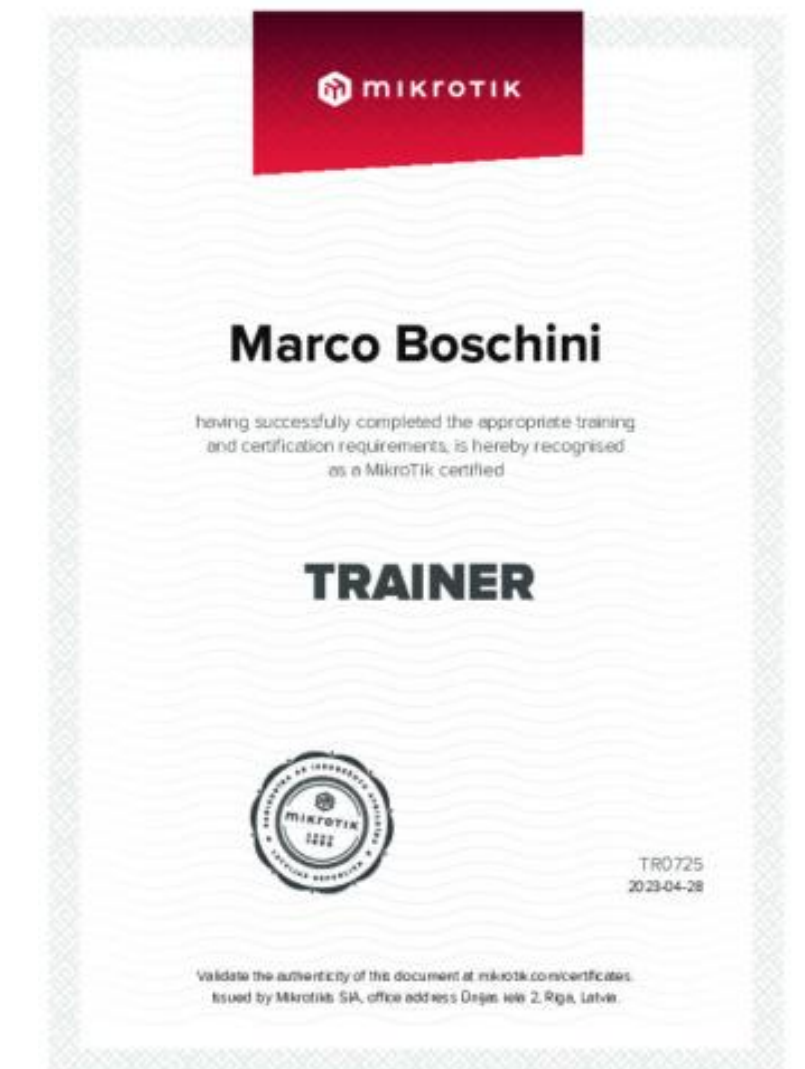 mikrotik
Marco Boschini
having successfully completed the appropriate training
and certification requirements, is hereby recognised
as a MikroTik certified
TRAINER
mikrotik
TR0725
2023-04-28
Validate the authenticity of this document at mikrotik.com/certificates.
Issued by Mikrotikls SIA, office address iela 2, Riga, Latvia.